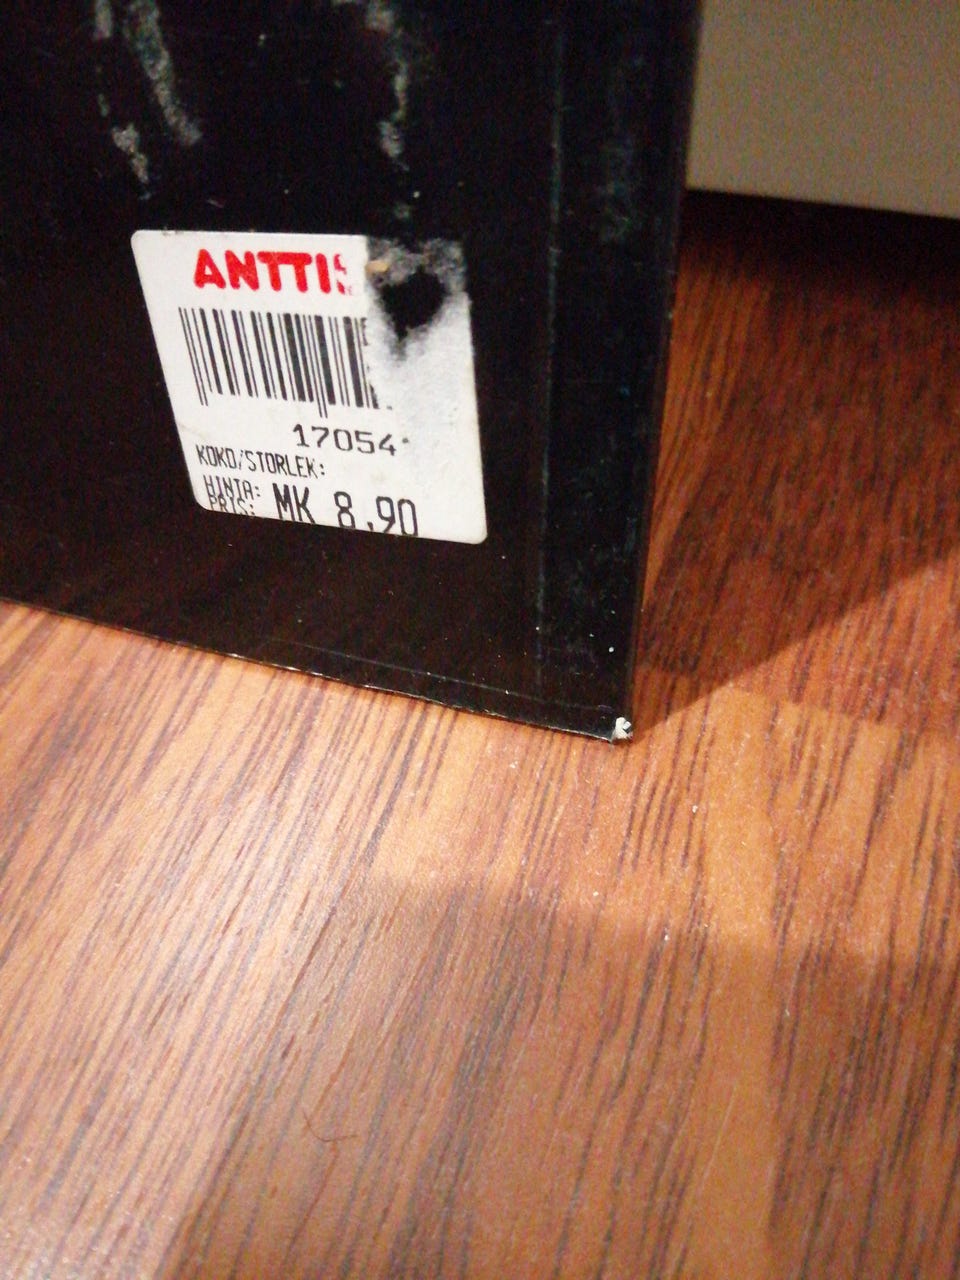 ANTTI
17054
KOKO/STORLEK:
HINTA:
PRIS: MK 8,90